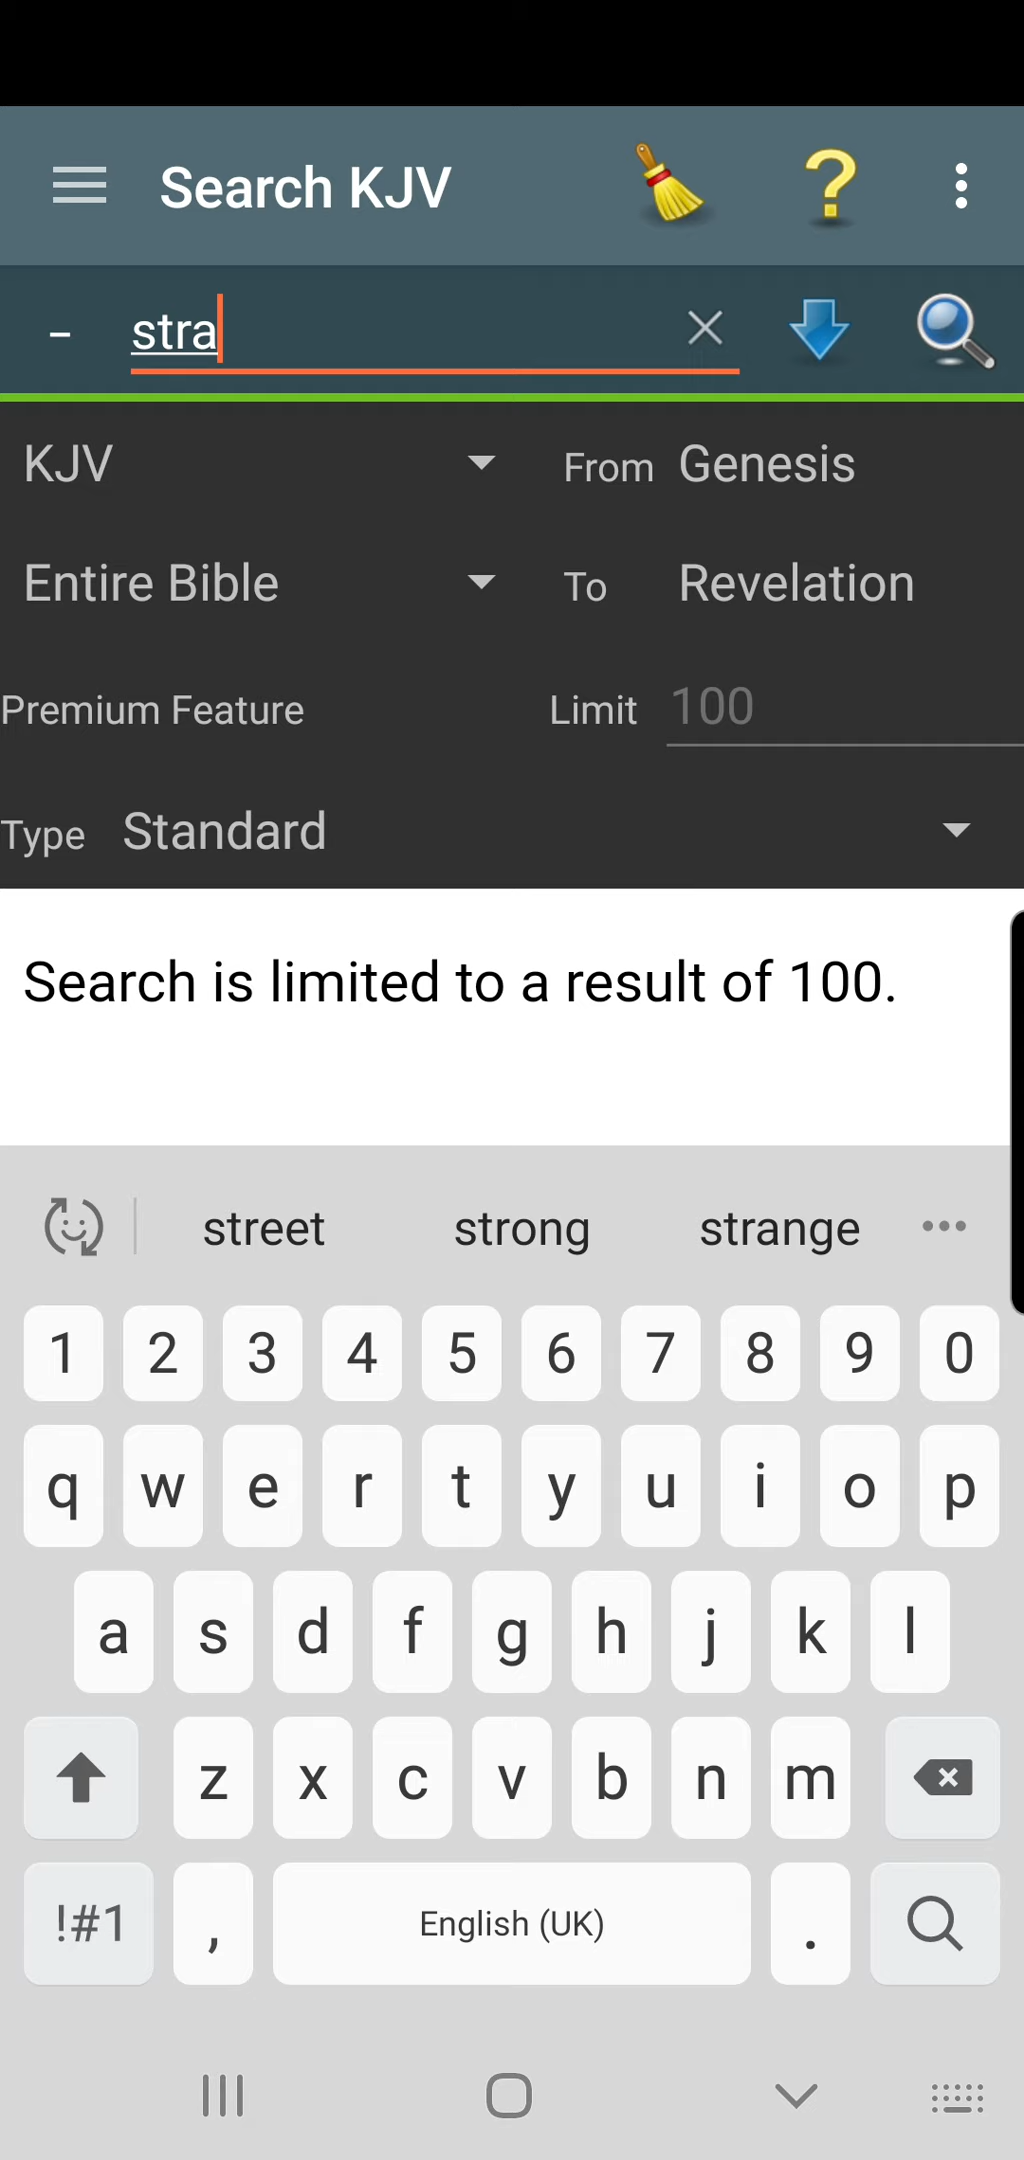 Search KJV
– stra
KJV From Genesis
Entire Bible To Revelation
Premium Feature Limit 100
Type Standard
Search is limited to a result of 100.
street strong strange
1 2 3 4 5 6 7 8 9 0
q w e r t y u i o p
a s d f g h j k l
z x c v b n m
!#1 , English (UK) .